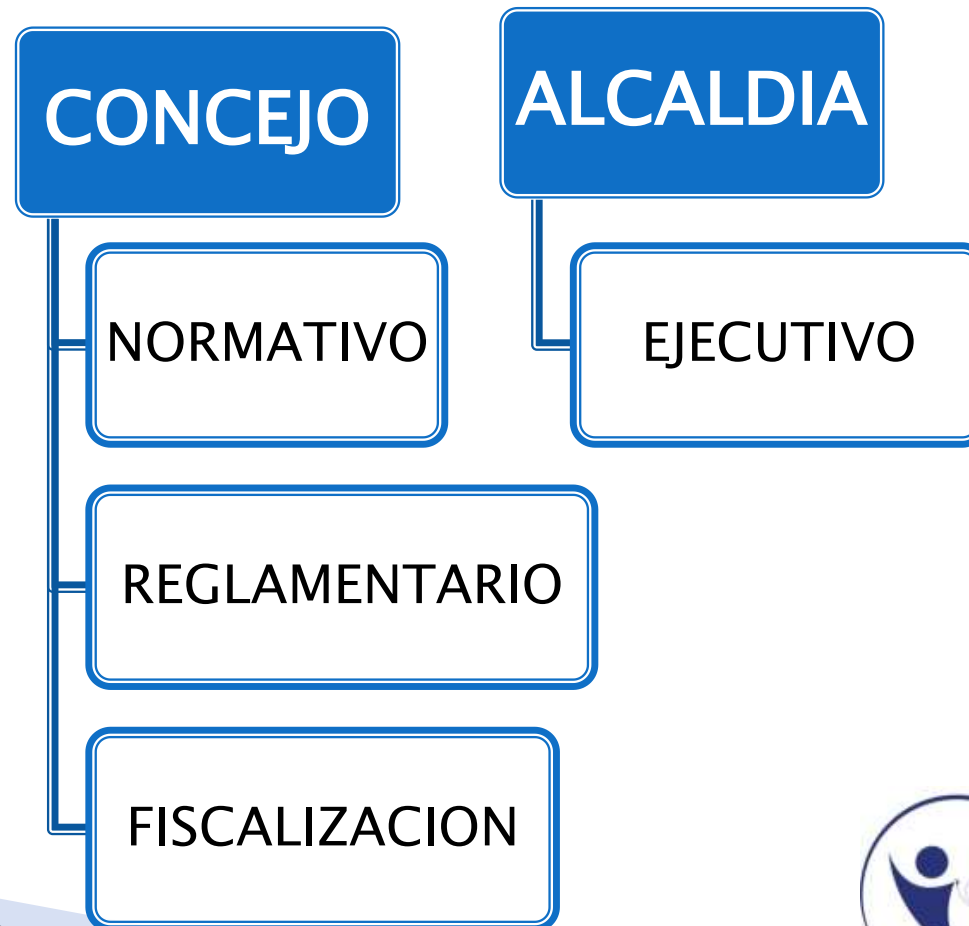 CONCEJO
NORMATIVO
REGLAMENTARIO
FISCALIZACION
ALCALDIA
EJECUTIVO